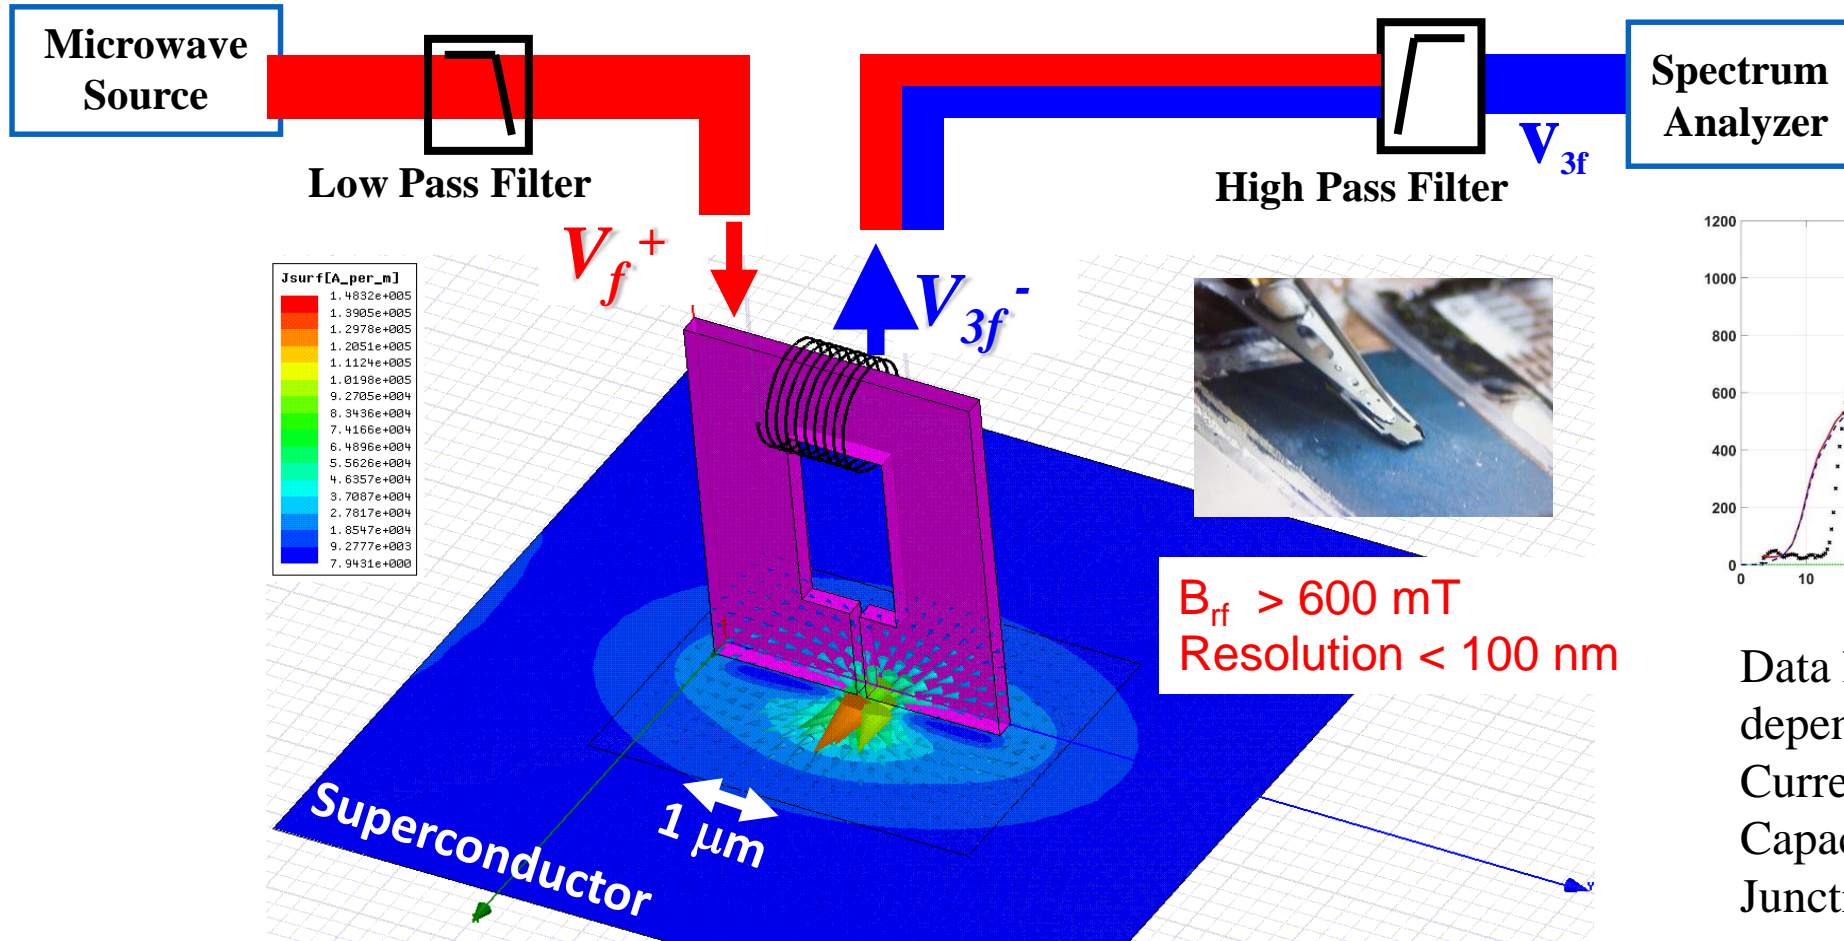 Microwave
Source
Low Pass Filter
High Pass Filter
Spectrum
Analyzer
V3f
Vf+
V3f-
Jsurf[A_per_m]
1.4832e+005
1.3905e+005
1.2978e+005
1.2051e+005
1.1124e+005
1.0198e+005
9.2705e+004
8.3436e+004
7.4166e+004
6.4896e+004
5.5626e+004
4.6357e+004
3.7087e+004
2.7817e+004
1.8547e+004
9.2777e+003
7.9431e+000
Brf > 600 mT
Resolution < 100 nm
1 μm
Superconductor
1200
1000
800
600
400
200
0
0 10
Data
depen
Curre
Capa
Juncti